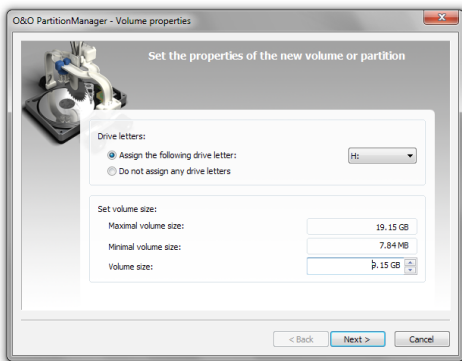 O&O PartitionManager - Volume properties
Set the properties of the new volume or partition
Drive letters:
Assign the following drive letter:
H:
Do not assign any drive letters
Set volume size:
Maximal volume size:
19.15 GB
Minimal volume size:
7.84 MB
Volume size:
9.15 GB
< Back
Next >
Cancel